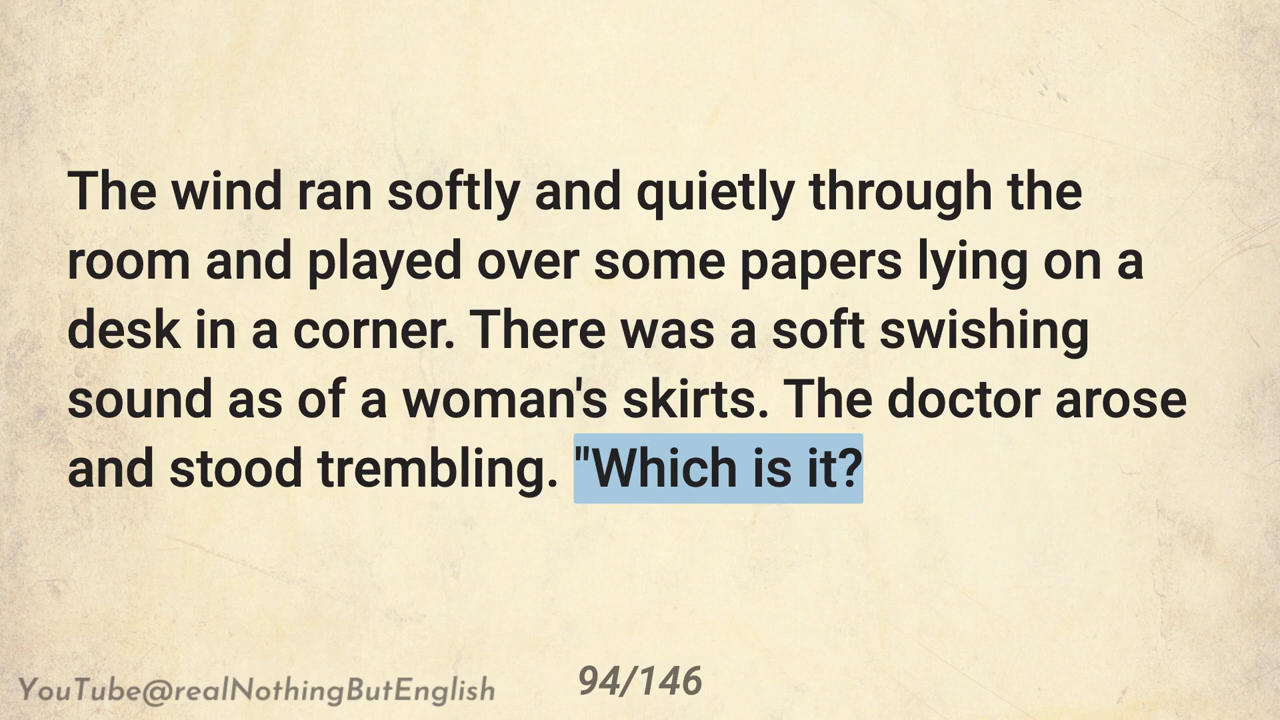 The wind ran softly and quietly through the
room and played over some papers lying on a
desk in a corner. There was a soft swishing
sound as of a woman's skirts. The doctor arose
and stood trembling. "Which is it?
YouTube@realNothingButEnglish
94/146